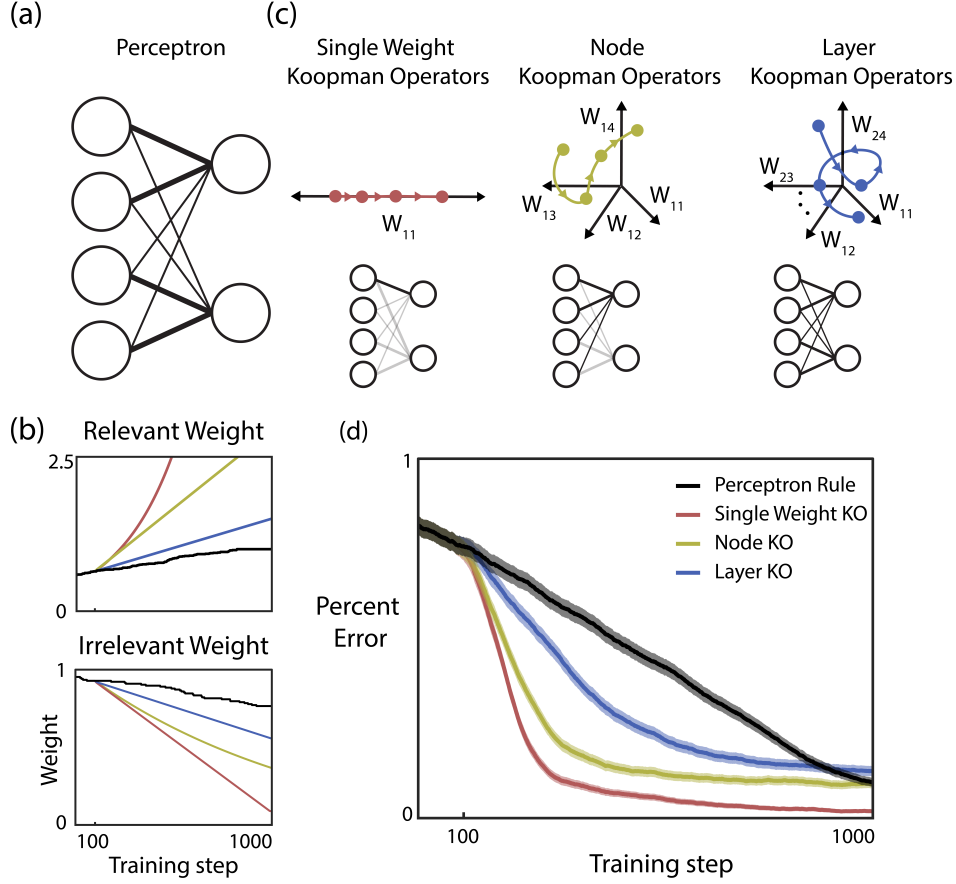 (a)
Perceptron
(c)
Single Weight
Koopman Operators
W11
Node
Koopman Operators
W14
W13
W12
W11
Layer
Koopman Operators
W24
W23
W11
W12
(b)
Relevant Weight
2.5
0
Irrelevant Weight
1
Weight
0
100
1000
Training step
(d)
1
Percent
Error
0
Perceptron Rule
Single Weight KO
Node KO
Layer KO
100
1000
Training step